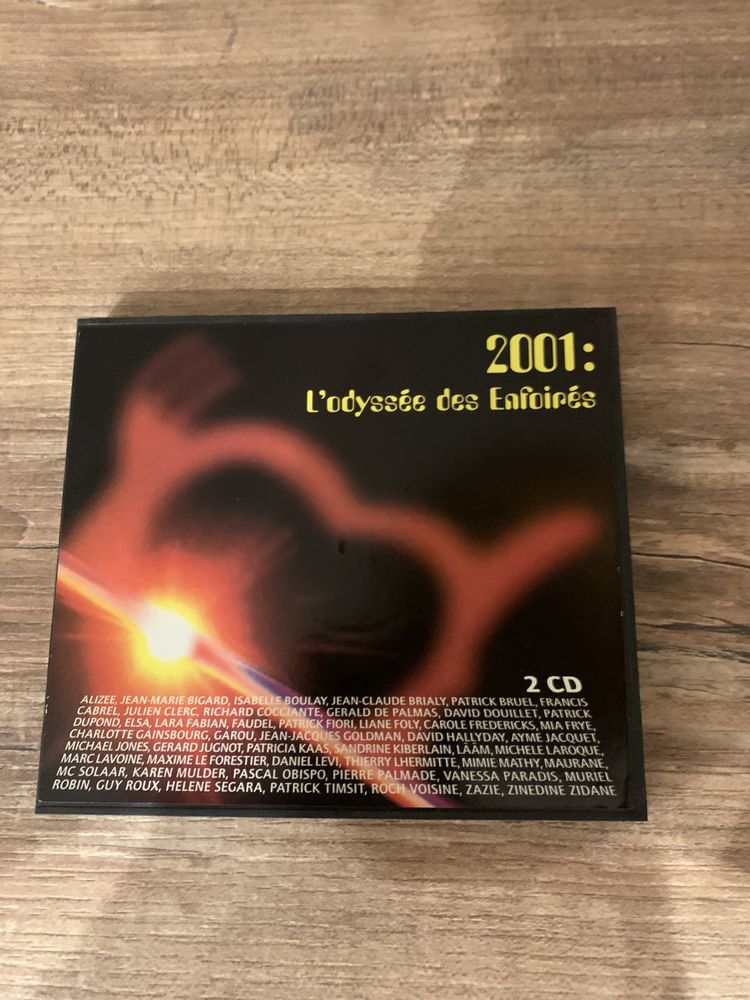 2001:
L'odyssée des Enfoirés
2 CD
ALIZEE, JEAN-MARIE BIGARD, ISABELLE BOULAY, JEAN-CLAUDE BRIALY, PATRICK BRUEL, FRANCIS
CABREL, JULIEN CLERC, RICHARD COCCIANTE, GERALD DE PALMAS, DAVID DOUILLET, PATRICK
DUPOND, ELSA, LARA FABIAN, FAUDEL, PATRICK FIORI, LIANE FOLY, CAROLE FREDERICKS, MIA FRYE,
CHARLOTTE GAINSBOURG, GAROU, JEAN-JACQUES GOLDMAN, DAVID HALLYDAY, AYME JACQUET,
MICHAEL JONES, GERARD JUGNOT, PATRICIA KAAS, SANDRINE KIBERLAIN, LÂÂM, MICHELE LAROQUE,
MARC LAVOINE, MAXIME LE FORESTIER, DANIEL LEVI, THIERRY LHERMITTE, MIMIE MATHY, MAURANE,
MC SOLAAR, KAREN MULDER, PASCAL OBISPO, PIERRE PALMADE, VANESSA PARADIS, MURIEL
ROBIN, GUY ROUX, HELENE SEGARA, PATRICK TIMSIT, ROCH VOISINE, ZAZIE, ZINEDINE ZIDANE